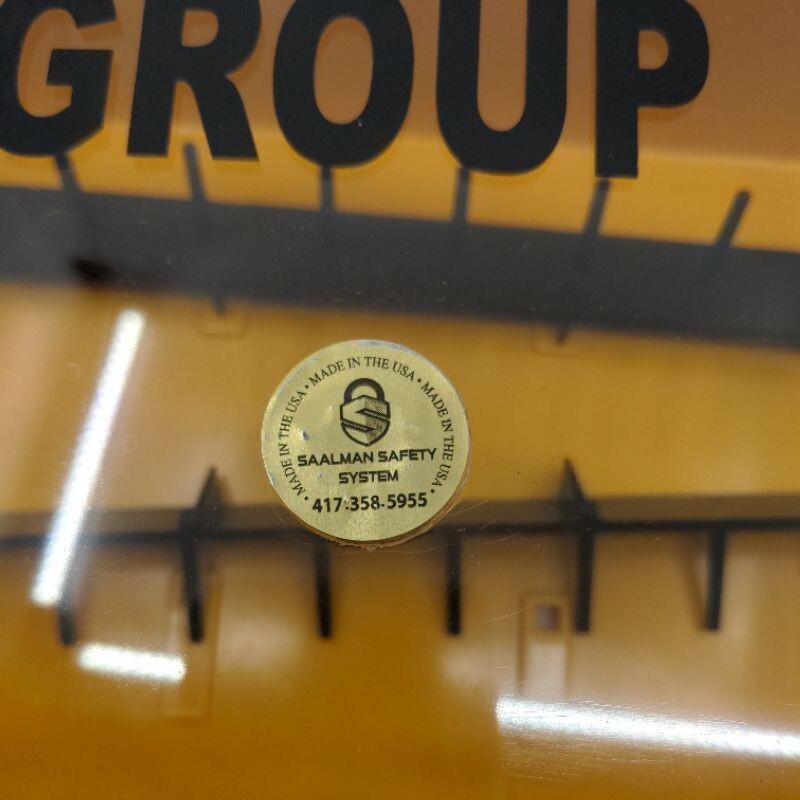 GROUP
MADE IN THE USA • MADE IN THE USA • MADE IN THE USA
SAALMAN SAFETY
SYSTEM
417-358-5955